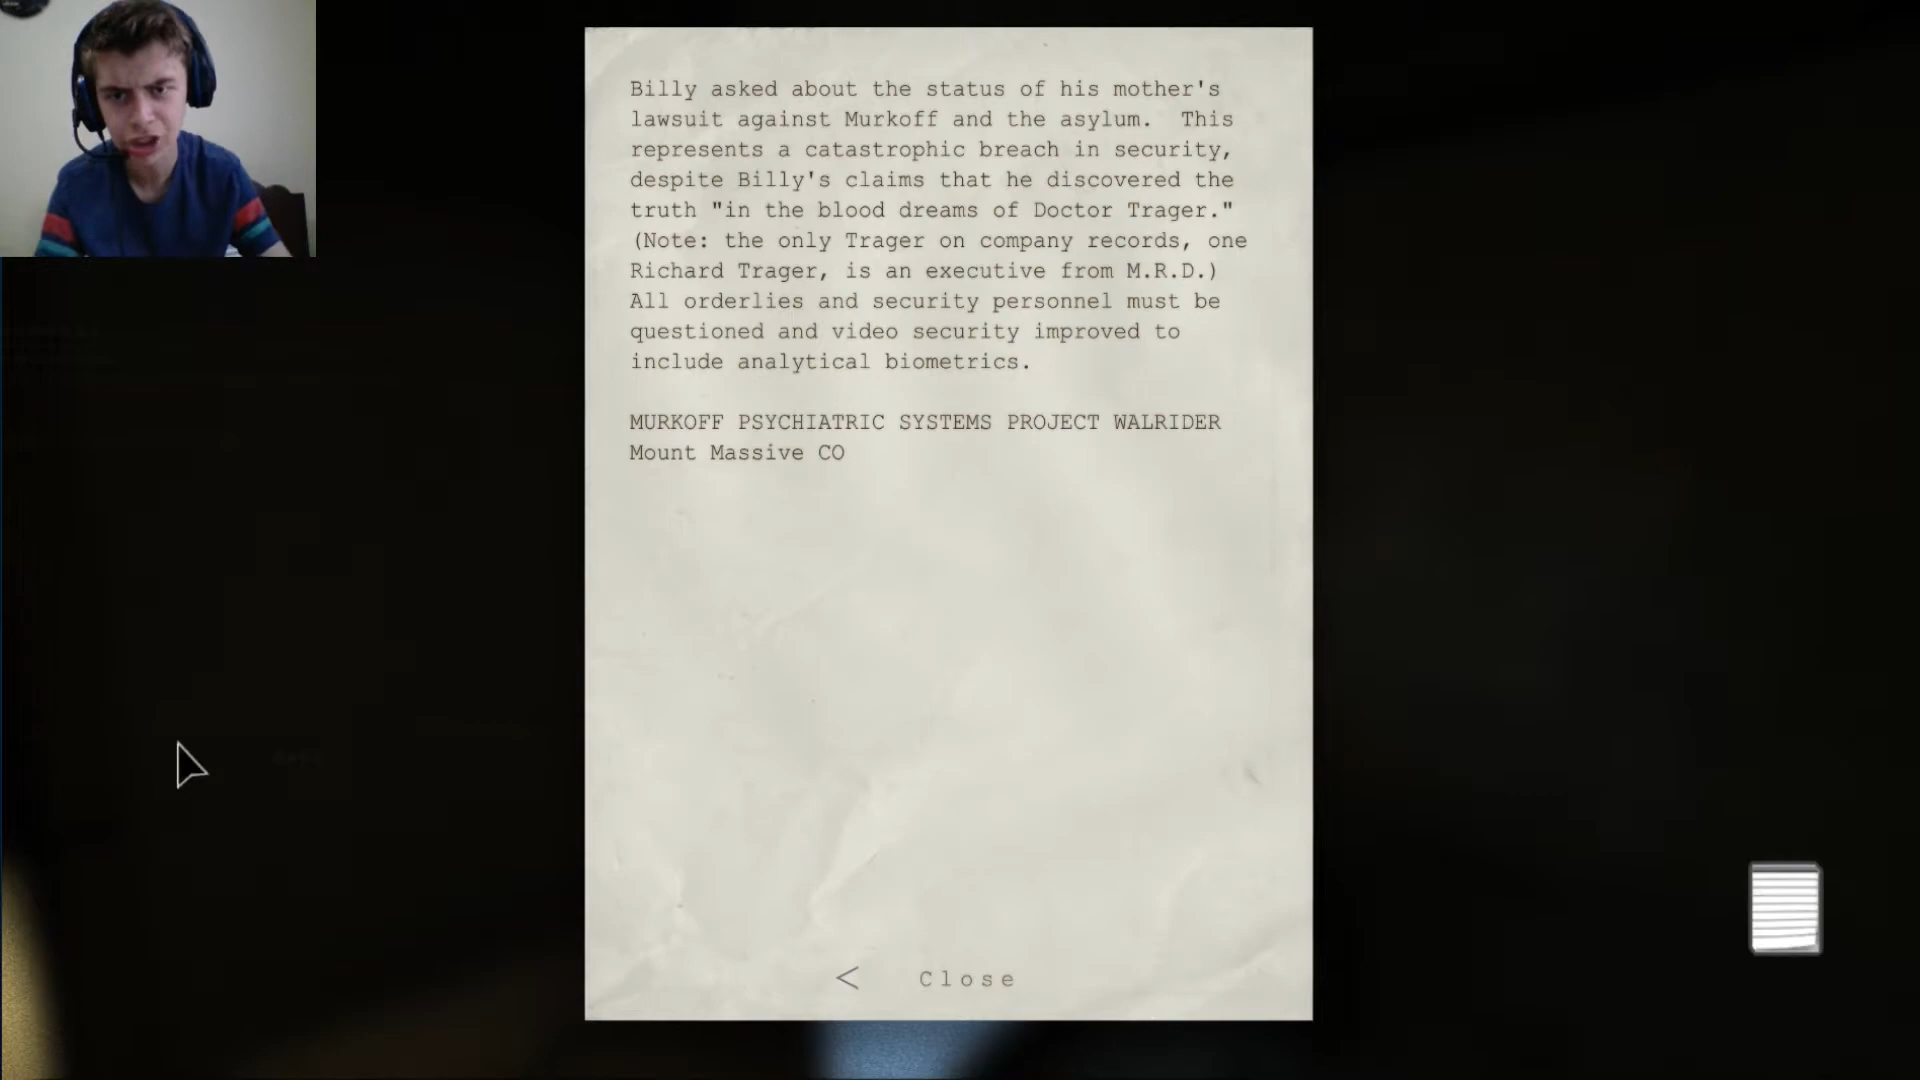 Billy asked about the status of his mother's
lawsuit against Murkoff and the asylum.  This
represents a catastrophic breach in security,
despite Billy's claims that he discovered the
truth "in the blood dreams of Doctor Trager."
(Note: the only Trager on company records, one
Richard Trager, is an executive from M.R.D.)
All orderlies and security personnel must be
questioned and video security improved to
include analytical biometrics.
MURKOFF PSYCHIATRIC SYSTEMS PROJECT WALRIDER
Mount Massive CO
< Close